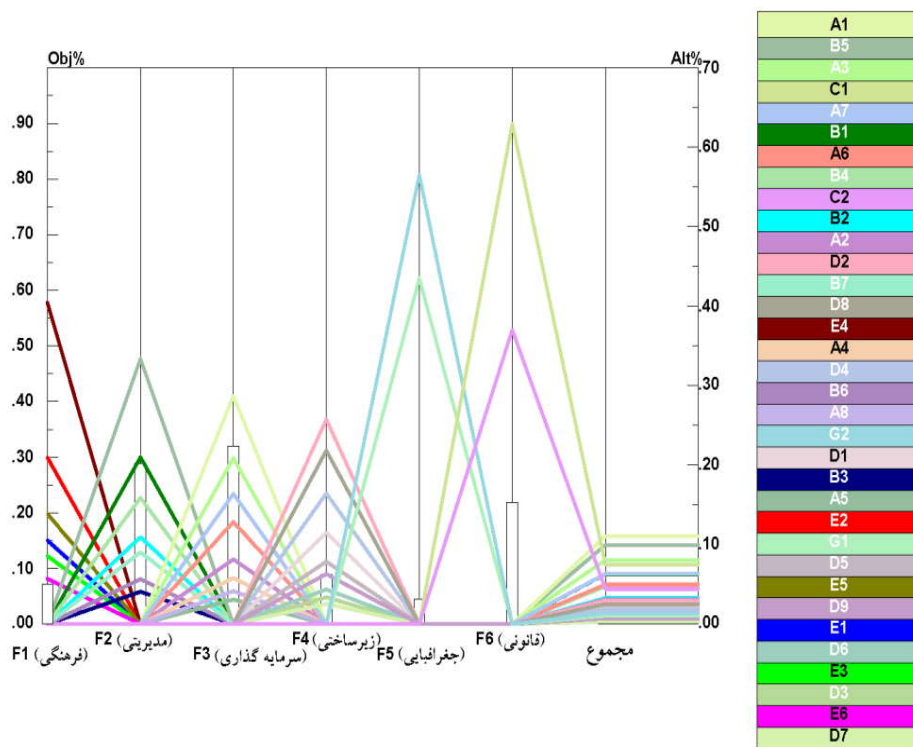 Obj%
Alt%
.70
.90
.60
.80
.50
.70
.60
.40
.50
.30
.40
.30
.20
.20
.10
.10
.00
.00
F1 (فرهنگی)
F2 (مدیریتی)
F3 (سرمایه گذاری)
F4 (زیرساختی)
F5 (جغرافیایی)
F6 (قانونی)
مجموع
A1
B5
A3
C1
A7
B1
A6
B4
C2
B2
A2
D2
B7
D8
E4
A4
D4
B6
A8
G2
D1
B3
A5
E2
G1
D5
E5
D9
E1
D6
E3
D3
E6
D7